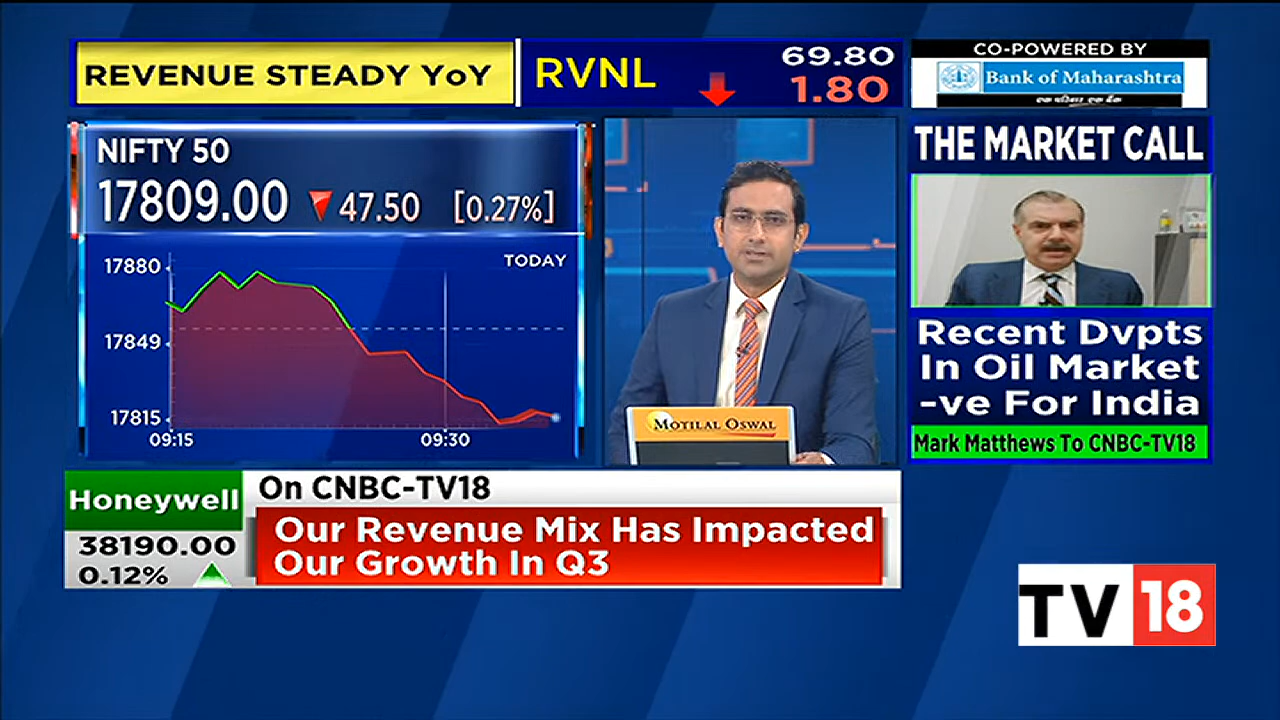 REVENUE STEADY YoY
RVNL
69.80
1.80
CO-POWERED BY
Bank of Maharashtra
एक परिवार एक बैंक
NIFTY 50
17809.00 47.50 [0.27%]
TODAY
17880
17849
17815
09:15 09:30
MOTILAL OSWAL
THE MARKET CALL
Recent Dvpts
In Oil Market
-ve For India
Mark Matthews To CNBC-TV18
Honeywell
38190.00
0.12%
On CNBC-TV18
Our Revenue Mix Has Impacted
Our Growth In Q3
TV18